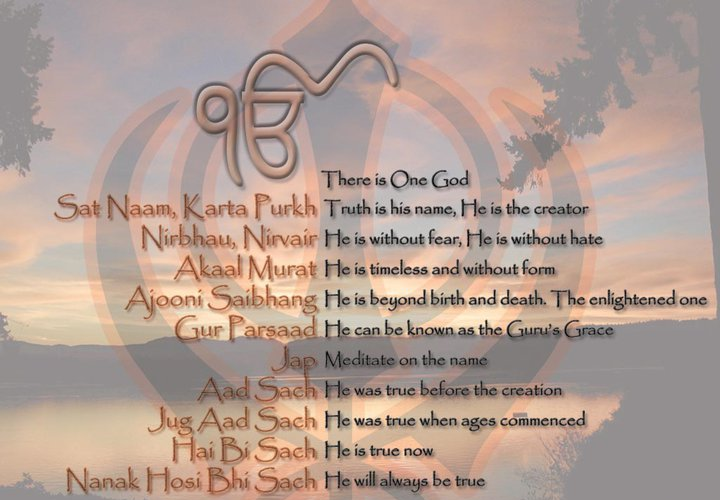 ੴ
There is One God
Sat Naam, Karta Purkh Truth is his name, He is the creator
Nirbhau, Nirvair He is without fear, He is without hate
Akaal Murat He is timeless and without form
Ajooni Saibhang He is beyond birth and death. The enlightened one
Gur Parsaad He can be known as the Guru's Grace
Jap Meditate on the name
Aad Sach He was true before the creation
Jug Aad Sach He was true when ages commenced
Hai Bi Sach He is true now
Nanak Hosi Bhi Sach He will always be true